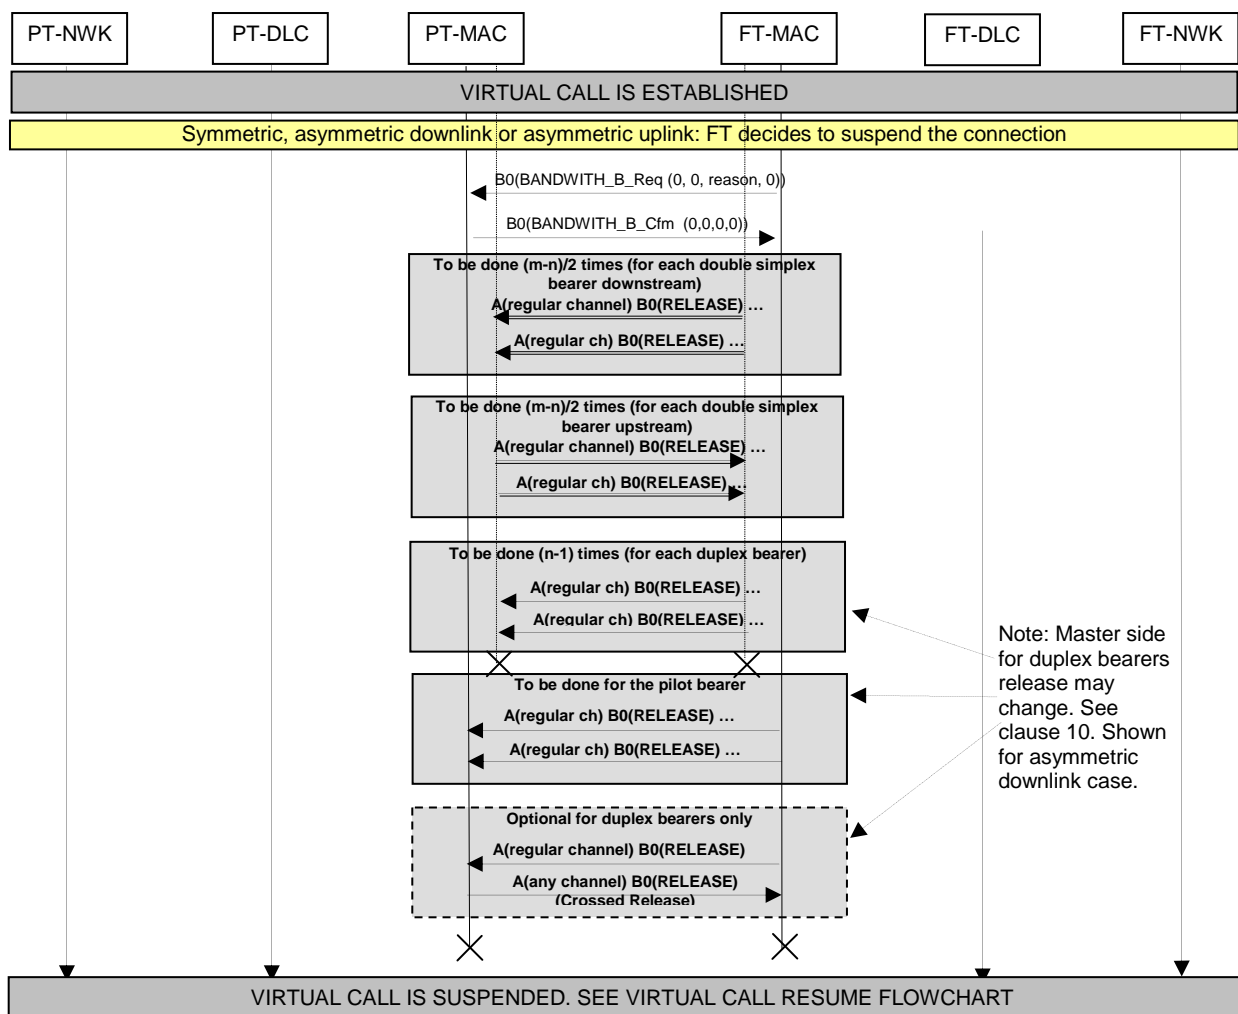 PT-NWK PT-DLC PT-MAC FT-MAC FT-DLC FT-NWK
VIRTUAL CALL IS ESTABLISHED
Symmetric, asymmetric downlink or asymmetric uplink: FT decides to suspend the connection
B0(BANDWITH_B_Req (0, 0, reason, 0))
B0(BANDWITH_B_Cfm (0,0,0,0))
To be done (m-n)/2 times (for each double simplex
bearer downstream)
A(regular channel) B0(RELEASE) ...
A(regular ch) B0(RELEASE) ...
To be done (m-n)/2 times (for each double simplex
bearer upstream)
A(regular channel) B0(RELEASE) ...
A(regular ch) B0(RELEASE) ...
To be done (n-1) times (for each duplex bearer)
A(regular ch) B0(RELEASE) ...
A(regular ch) B0(RELEASE) ...
To be done for the pilot bearer
A(regular ch) B0(RELEASE) ...
A(regular ch) B0(RELEASE) ...
Note: Master side
for duplex bearers
release may
change. See
clause 10. Shown
for asymmetric
downlink case.
Optional for duplex bearers only
A(regular channel) B0(RELEASE)
A(any channel) B0(RELEASE)
(Crossed Release)
VIRTUAL CALL IS SUSPENDED. SEE VIRTUAL CALL RESUME FLOWCHART